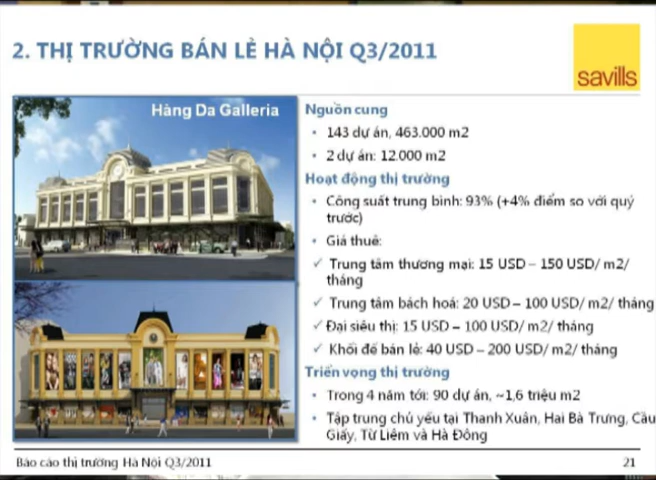 2. THỊ TRƯỜNG BÁN LẺ HÀ NỘI Q3/2011
savills
Hàng Da Galleria
Nguồn cung
• 143 dự án, 463.000 m2
• 2 dự án: 12.000 m2
Hoạt động thị trường
• Công suất trung bình: 93% (+4% điểm so với quý
trước)
• Giá thuê:
✓ Trung tâm thương mại: 15 USD – 150 USD/ m2/
tháng
✓ Trung tâm bách hoá: 20 USD – 100 USD/ m2/ tháng
✓ Đại siêu thị: 15 USD – 100 USD/ m2/ tháng
✓ Khối đế bán lẻ: 40 USD – 200 USD/ m2/ tháng
Triển vọng thị trường
• Trong 4 năm tới: 90 dự án, ~1,6 triệu m2
• Tập trung chủ yếu tại Thanh Xuân, Hai Bà Trưng, Cầu
Giấy, Từ Liêm và Hà Đông
Báo cáo thị trường Hà Nội Q3/2011
21